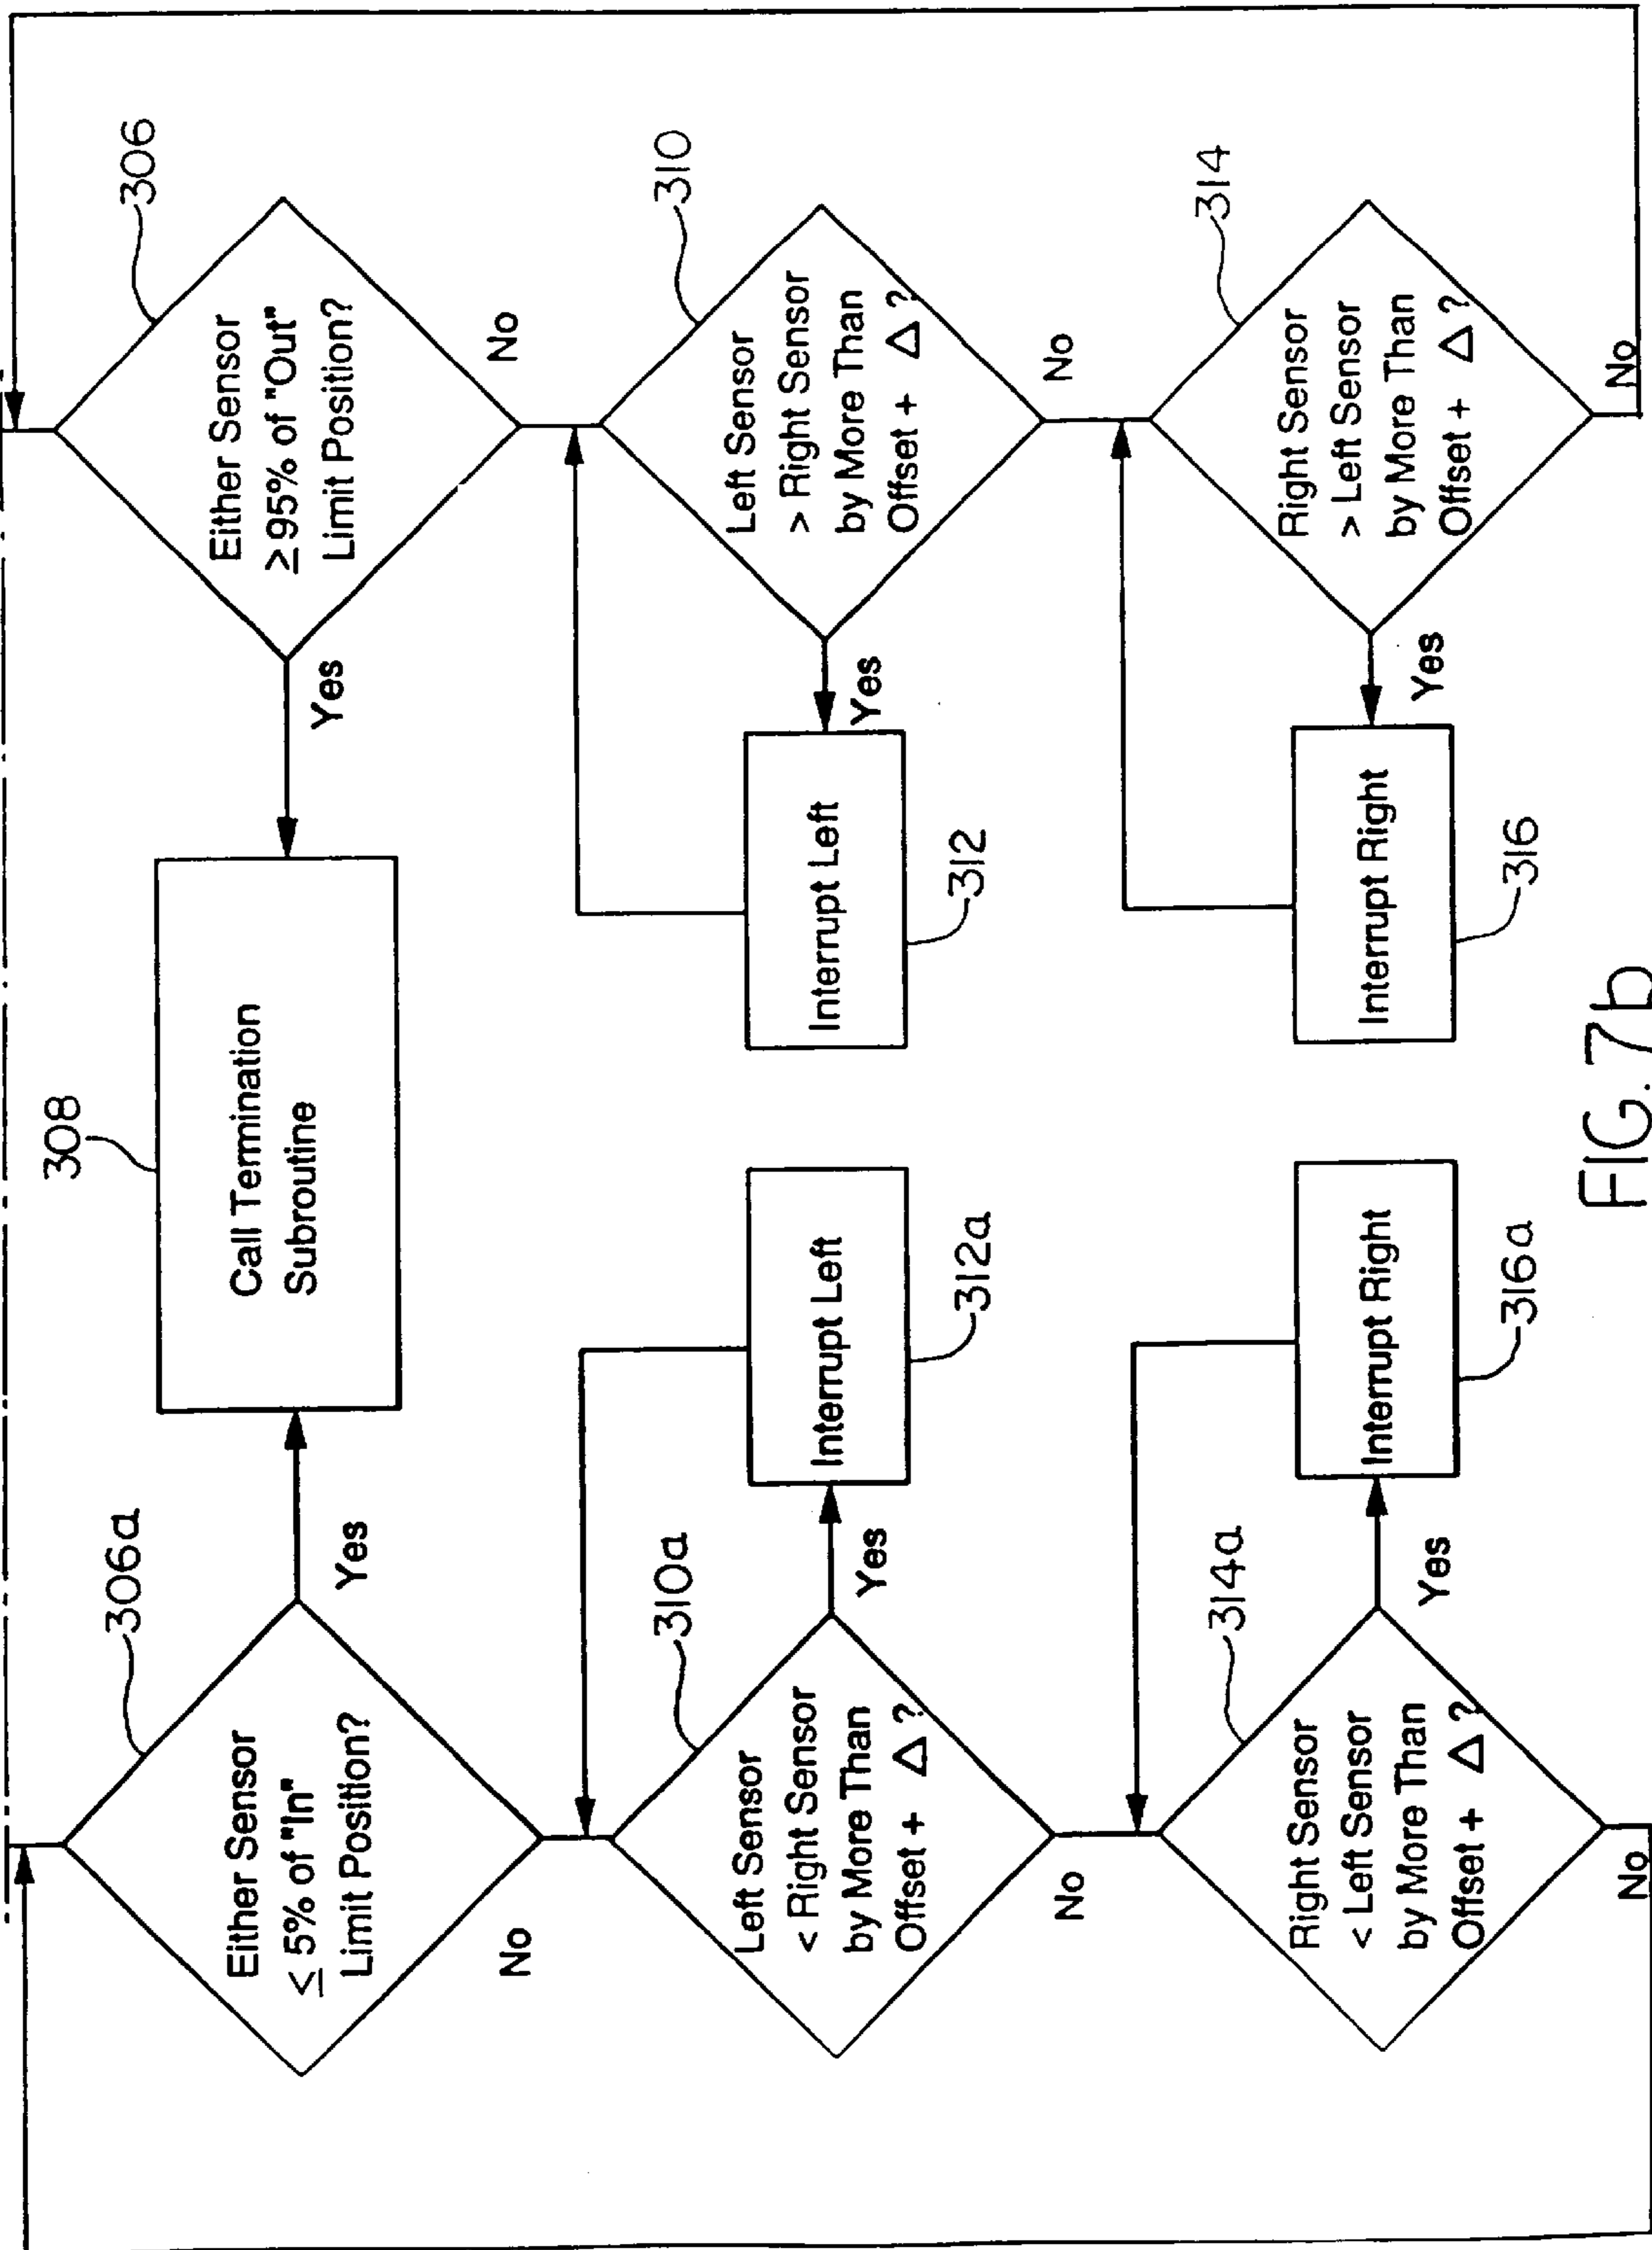 306a
Either Sensor
≤ 5% of "In"
Limit Position?
Yes
No
308
Call Termination
Subroutine
306
Either Sensor
≥ 95% of "Out"
Limit Position?
Yes
No
310a
Left Sensor
< Right Sensor
by More Than
Offset + Δ ?
Yes
No
Interrupt Left
312a
Interrupt Left
312
310
Left Sensor
> Right Sensor
by More Than
Offset + Δ ?
Yes
No
314a
Right Sensor
< Left Sensor
by More Than
Offset + Δ ?
Yes
No
Interrupt Right
316a
Interrupt Right
316
314
Right Sensor
> Left Sensor
by More Than
Offset + Δ ?
Yes
No
FIG. 7b